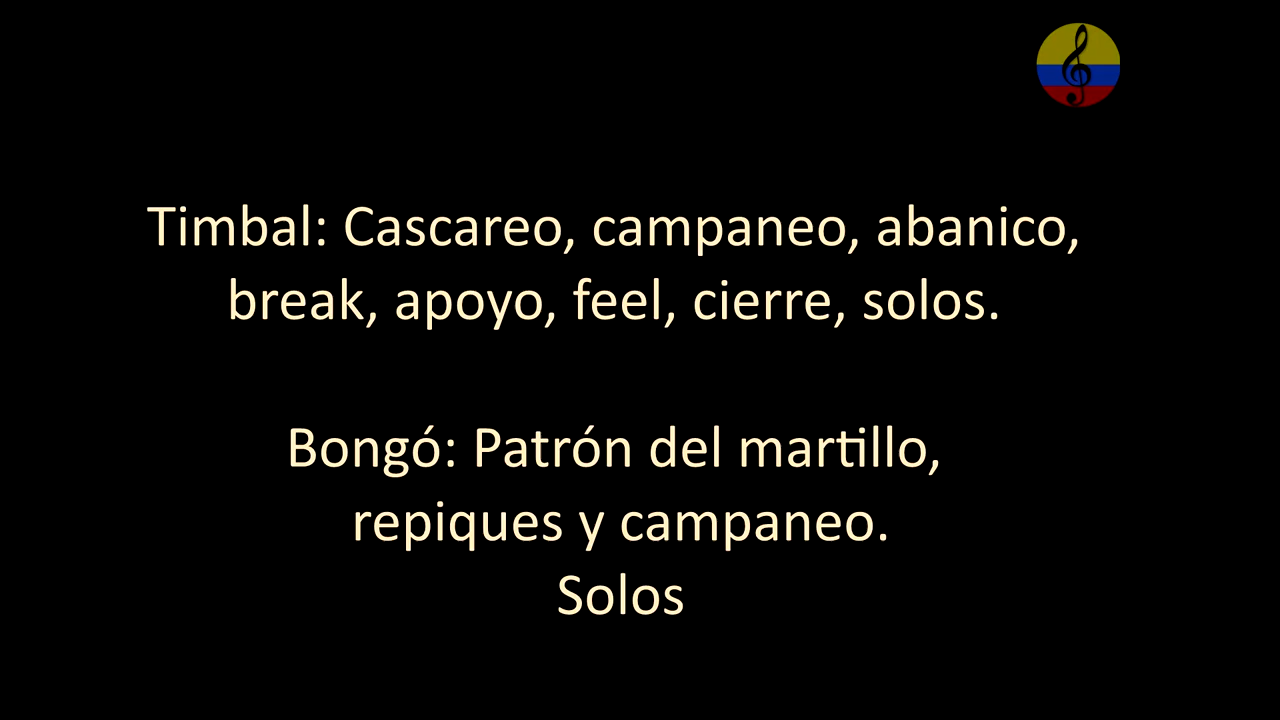 Timbal: Cascareo, campaneo, abanico,
break, apoyo, feel, cierre, solos.
Bongó: Patrón del martillo,
repiques y campaneo.
Solos